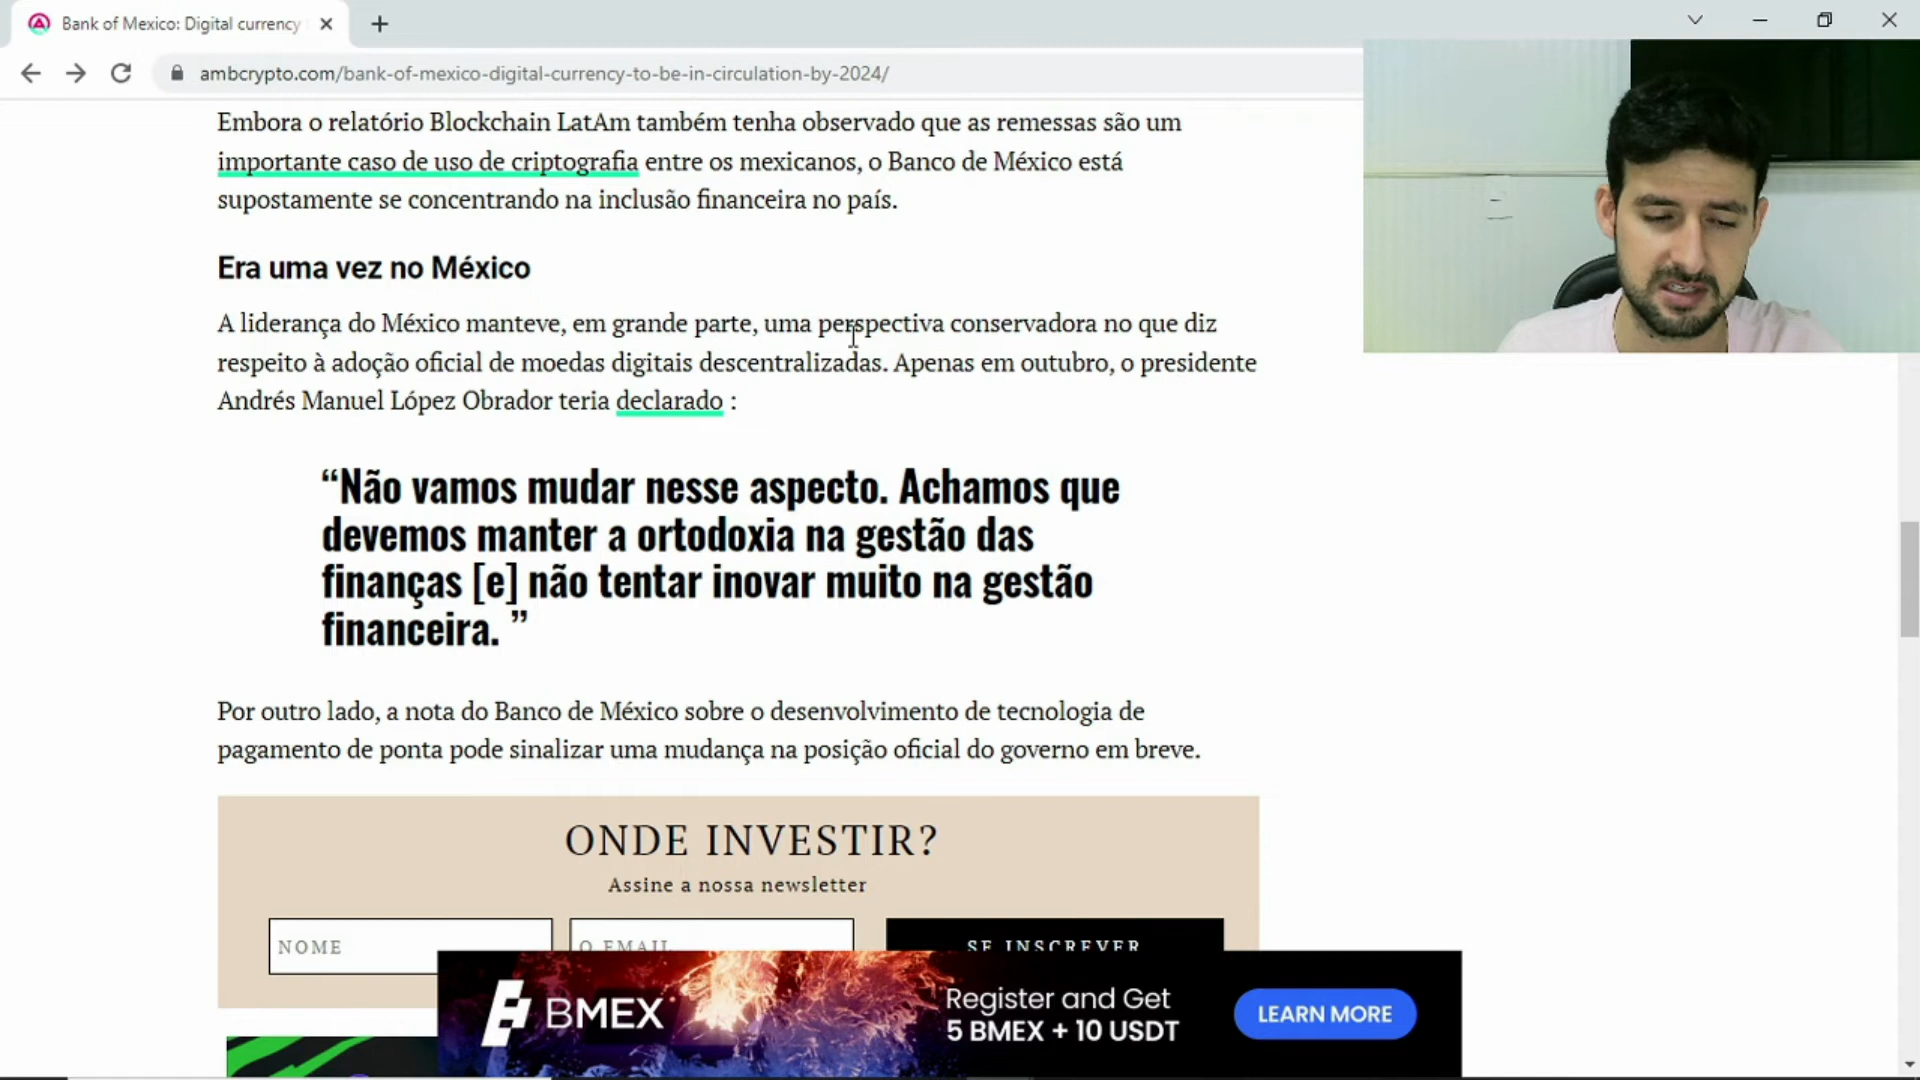 Bank of Mexico: Digital currency
ambcrypto.com/bank-of-mexico-digital-currency-to-be-in-circulation-by-2024/
Embora o relatório Blockchain LatAm também tenha observado que as remessas são um
importante caso de uso de criptografia entre os mexicanos, o Banco de México está
supostamente se concentrando na inclusão financeira no país.
Era uma vez no México
A liderança do México manteve, em grande parte, uma perspectiva conservadora no que diz
respeito à adoção oficial de moedas digitais descentralizadas. Apenas em outubro, o presidente
Andrés Manuel López Obrador teria declarado :
“Não vamos mudar nesse aspecto. Achamos que
devemos manter a ortodoxia na gestão das
finanças [e] não tentar inovar muito na gestão
financeira. ”
Por outro lado, a nota do Banco de México sobre o desenvolvimento de tecnologia de
pagamento de ponta pode sinalizar uma mudança na posição oficial do governo em breve.
ONDE INVESTIR?
Assine a nossa newsletter
NOME
O EMAIL
SE INSCREVER
BMEX
Register and Get
5 BMEX + 10 USDT
LEARN MORE